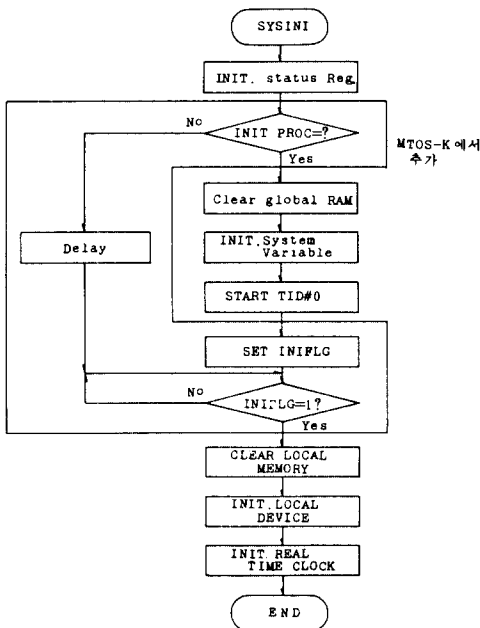 SYSINI
INIT. status Reg.
No
INIT PROC=?
Yes
MTOS-K에서
추가
Clear global RAM
Delay
INIT.System
Variable
START TID#0
SET INIFLG
No
INIFLG=1?
Yes
CLEAR LOCAL
MEMORY
INIT.LOCAL
DEVICE
INIT.REAL
TIME CLOCK
END